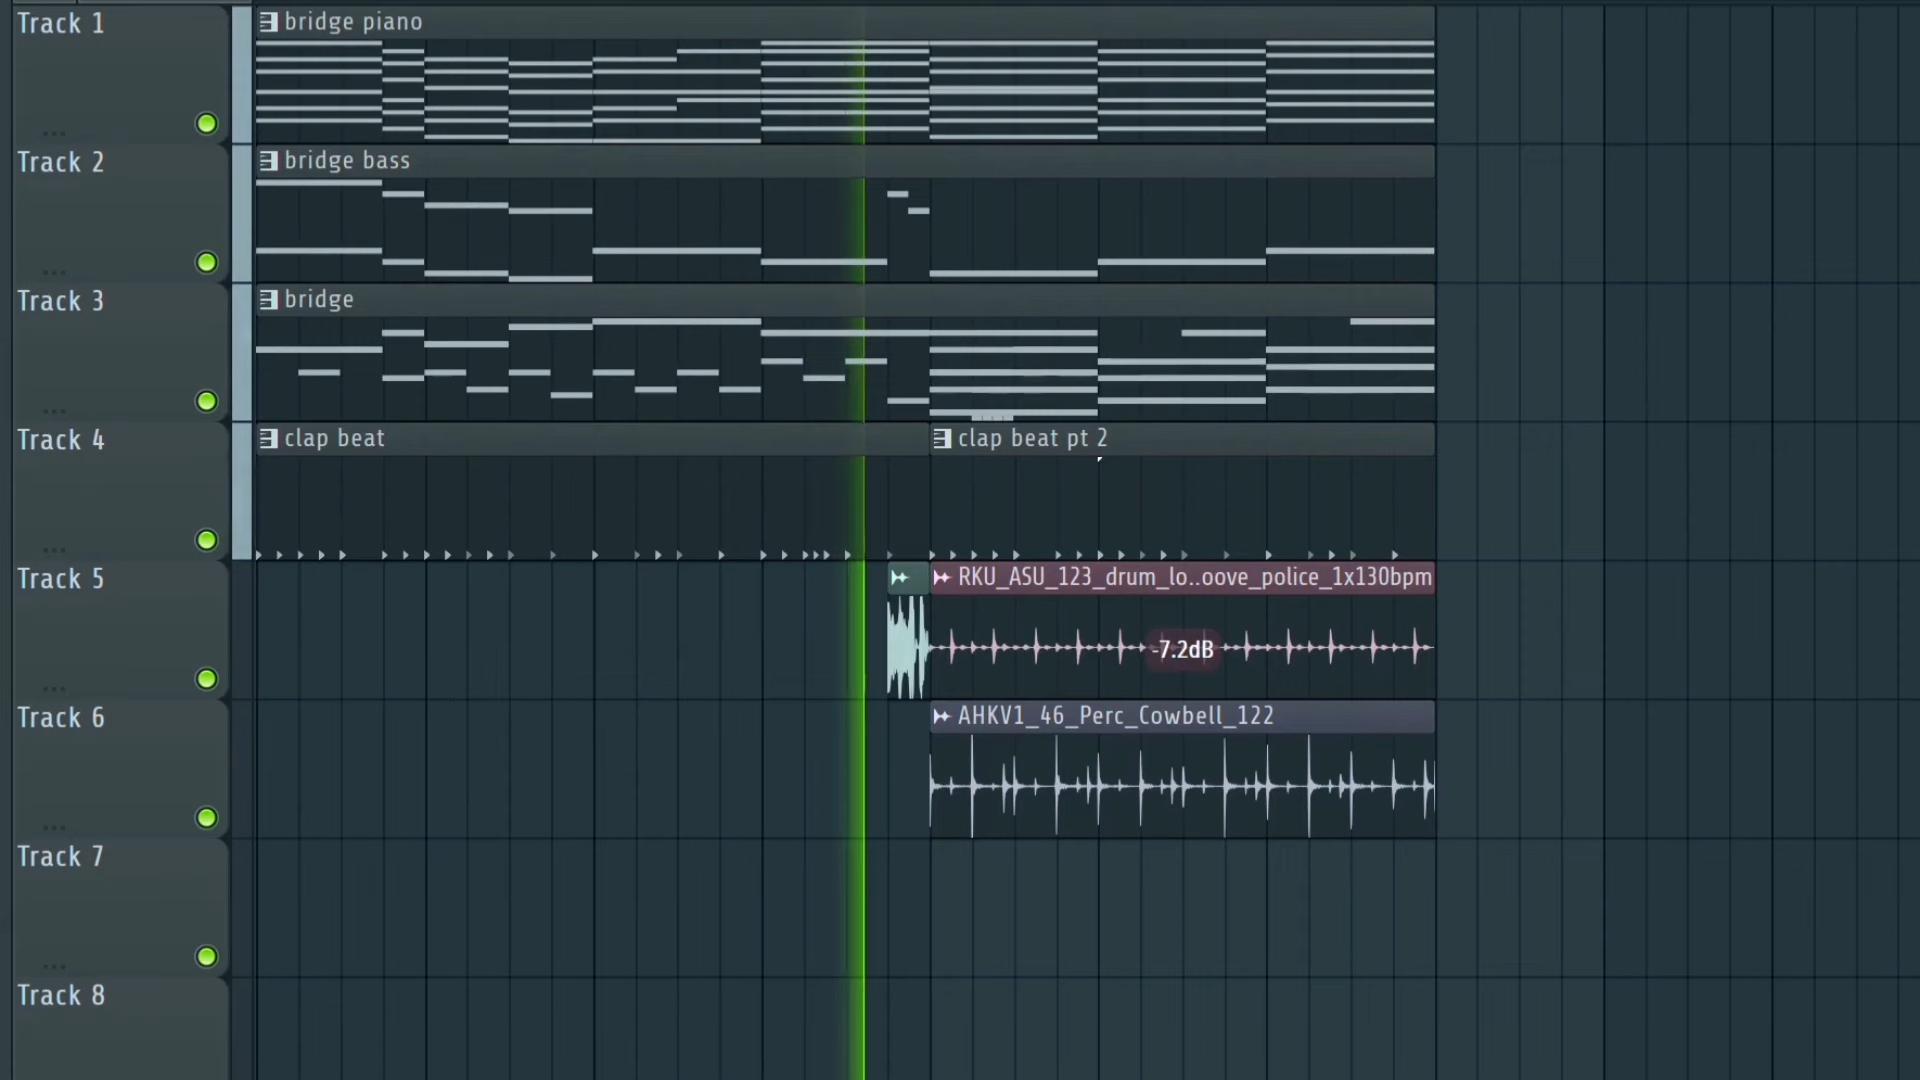 Track 1
bridge piano
Track 2
bridge bass
Track 3
bridge
Track 4
clap beat
clap beat pt 2
Track 5
RKU_ASU_123_drum_lo..oove_police_1x130bpm
-7.2dB
Track 6
AHKV1_46_Perc_Cowbell_122
Track 7
Track 8